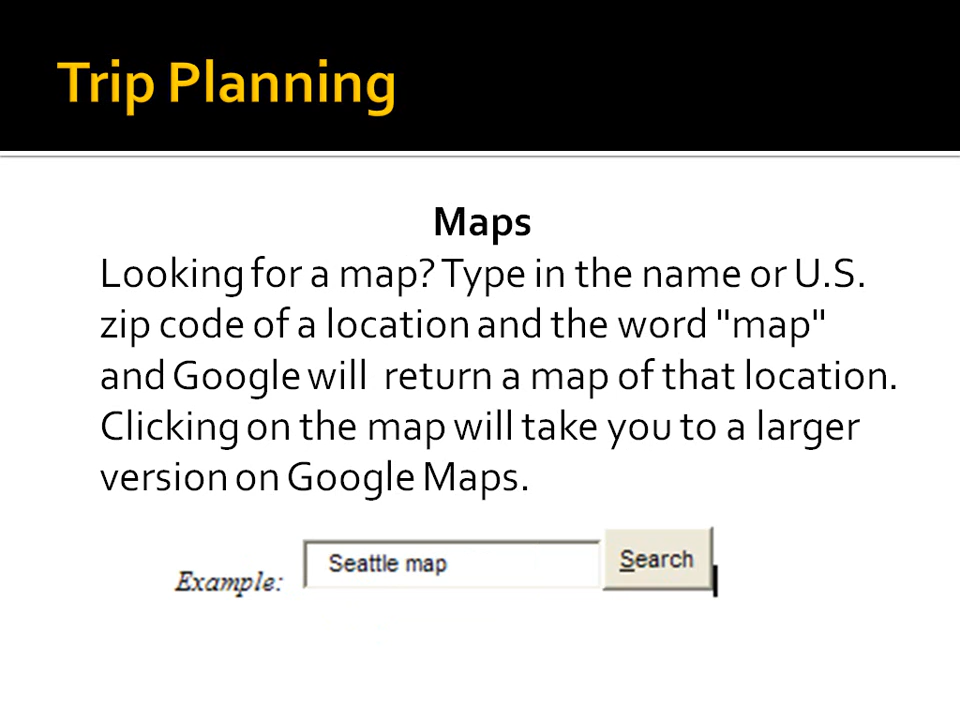 Trip Planning
Maps
Looking for a map? Type in the name or U.S.
zip code of a location and the word "map"
and Google will  return a map of that location.
Clicking on the map will take you to a larger
version on Google Maps.
Example: Seattle map Search